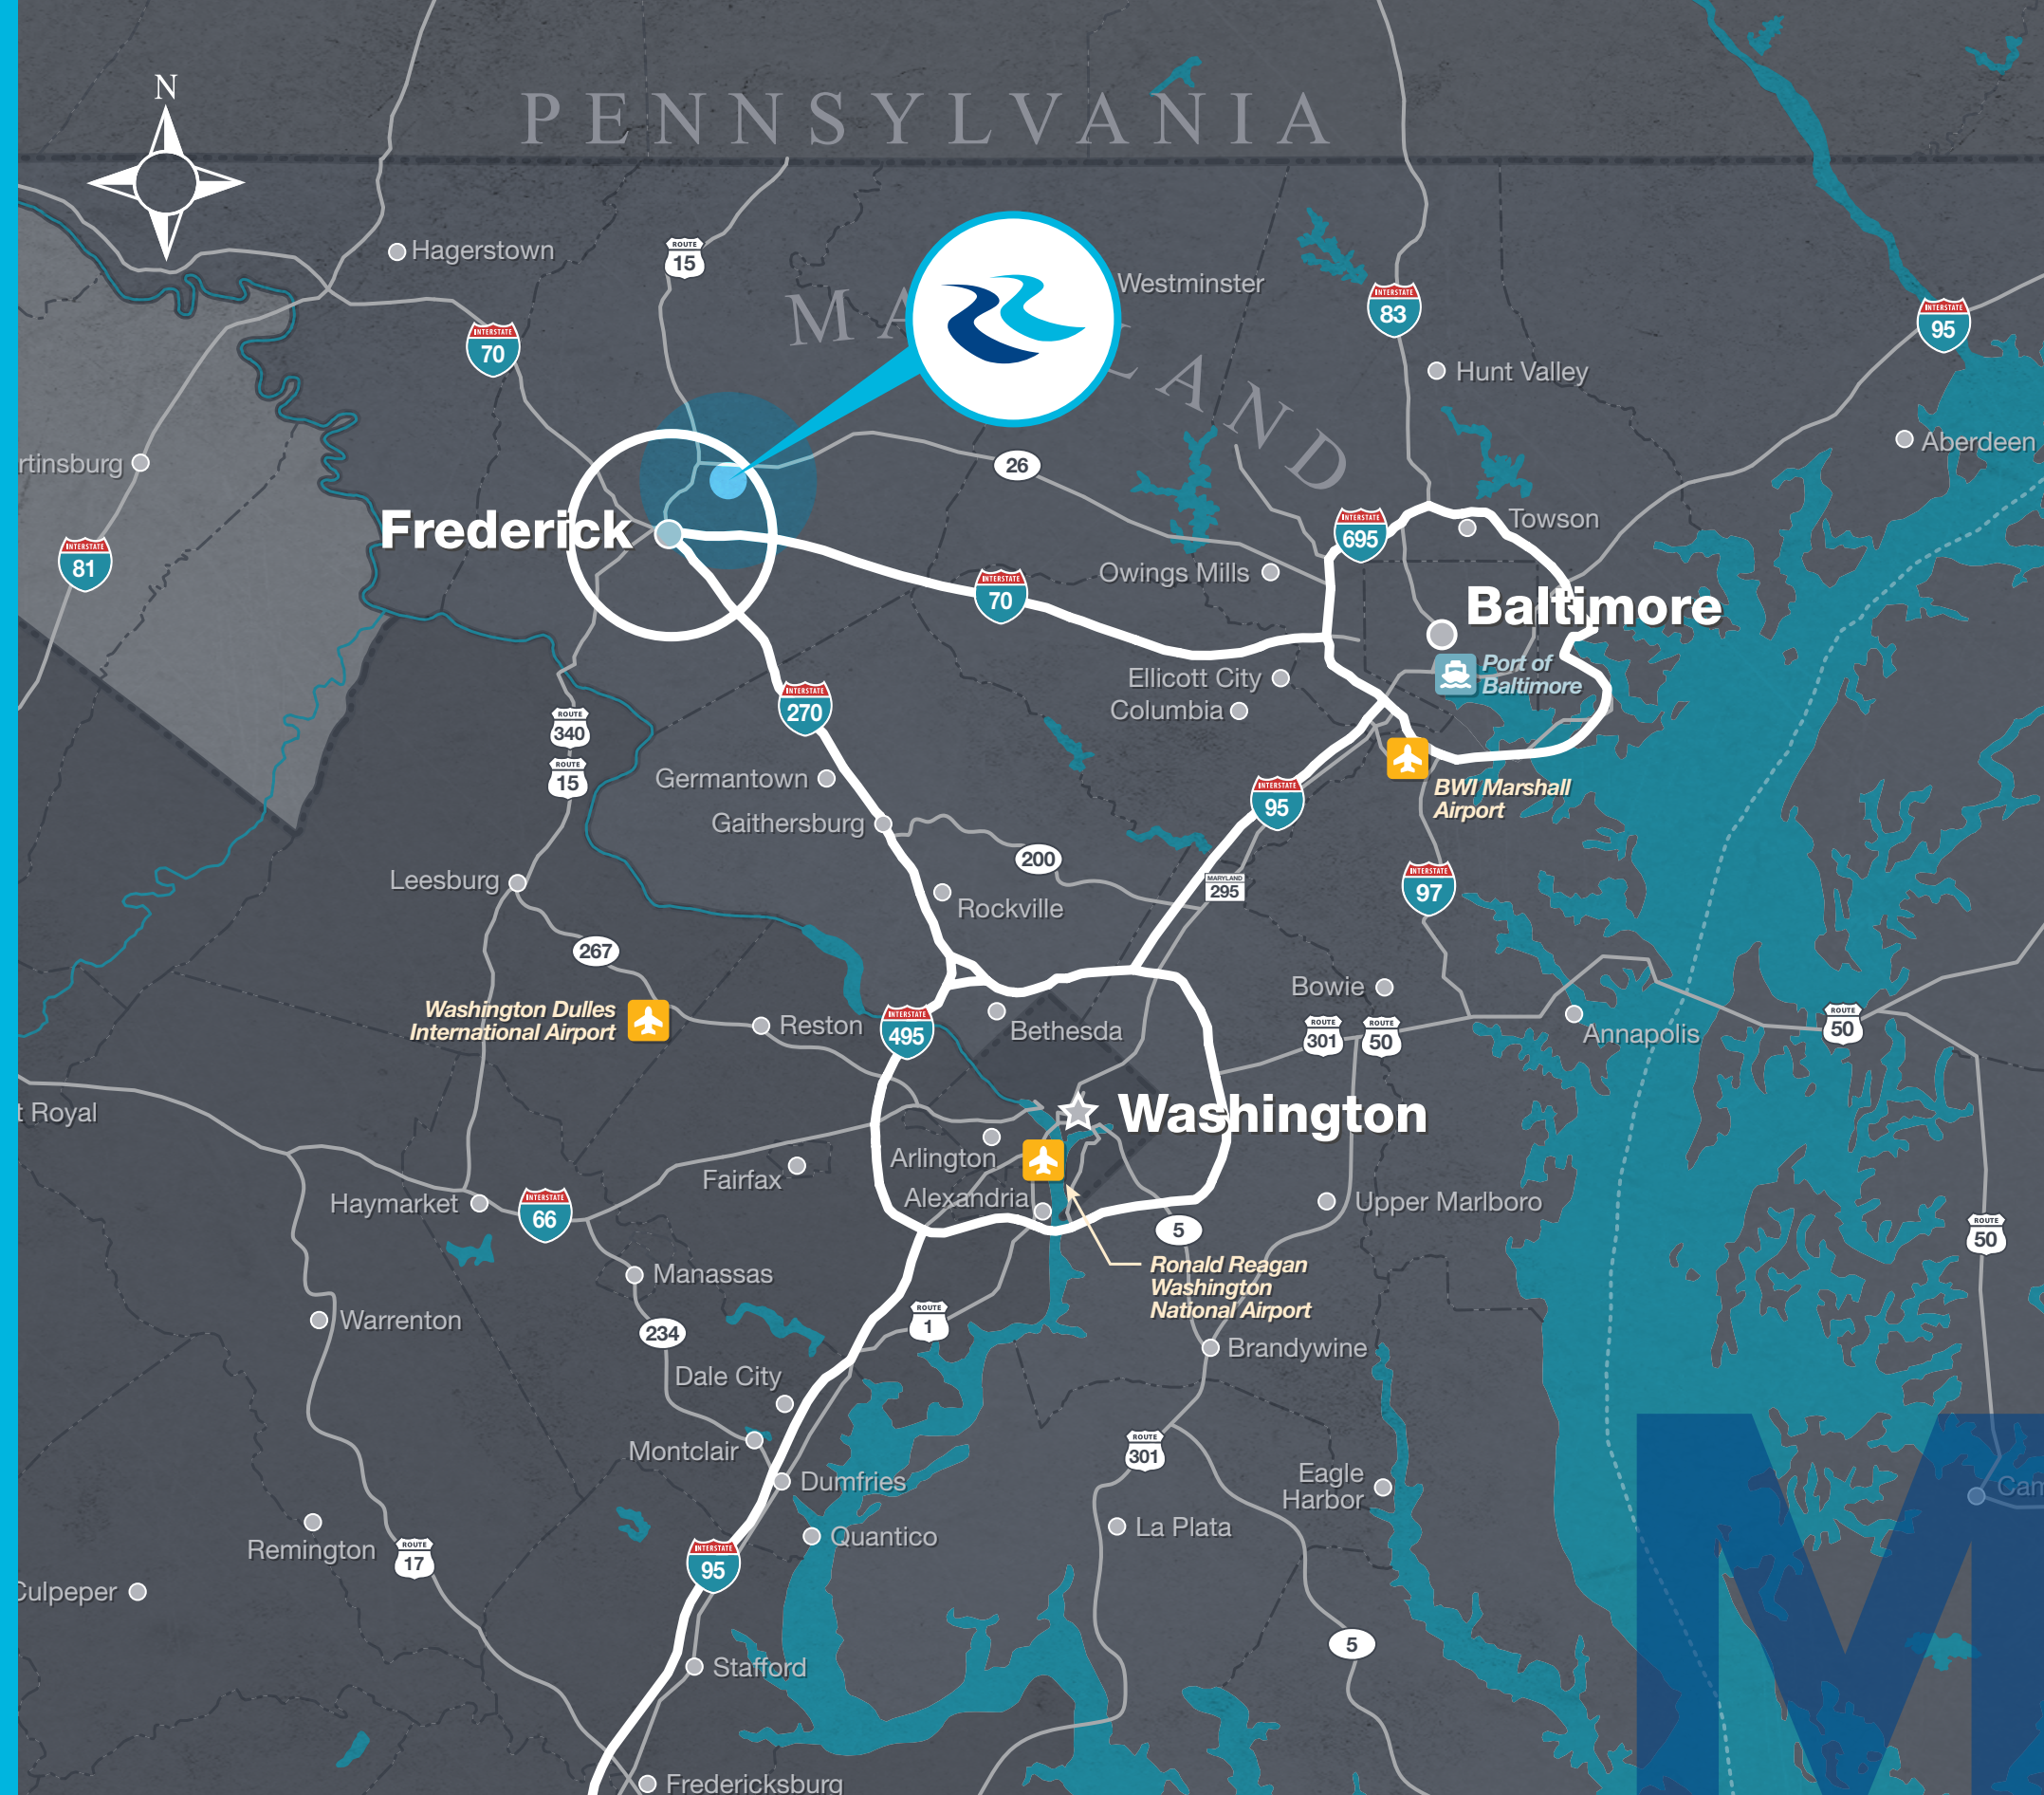 N
PENNSYLVANIA
Hagerstown
ROUTE
15
MA
LAND
Westminster
INTERSTATE
83
INTERSTATE
95
INTERSTATE
70
Hunt Valley
Aberdeen
rtinsburg
26
Frederick
INTERSTATE
695
Towson
INTERSTATE
81
Owings Mills
INTERSTATE
70
Baltimore
Port of
Baltimore
Ellicott City
Columbia
INTERSTATE
270
ROUTE
340
ROUTE
15
Germantown
BWI Marshall
Airport
INTERSTATE
95
Gaithersburg
200
MARYLAND
295
INTERSTATE
97
Leesburg
Rockville
267
Bowie
Washington Dulles
International Airport
Reston
INTERSTATE
495
Bethesda
ROUTE
301
ROUTE
50
Annapolis
ROUTE
50
t Royal
Washington
Arlington
Fairfax
Alexandria
Haymarket
INTERSTATE
66
Upper Marlboro
5
ROUTE
50
Ronald Reagan
Washington
National Airport
Manassas
Warrenton
234
ROUTE
1
Brandywine
Dale City
Montclair
ROUTE
301
Dumfries
Eagle
Harbor
Cam
M
Remington
ROUTE
17
Quantico
La Plata
INTERSTATE
95
Culpeper
5
Stafford
Fredericksburg